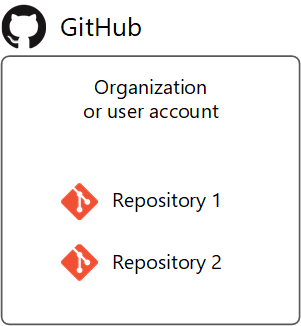 GitHub
Organization
or user account
Repository 1
Repository 2